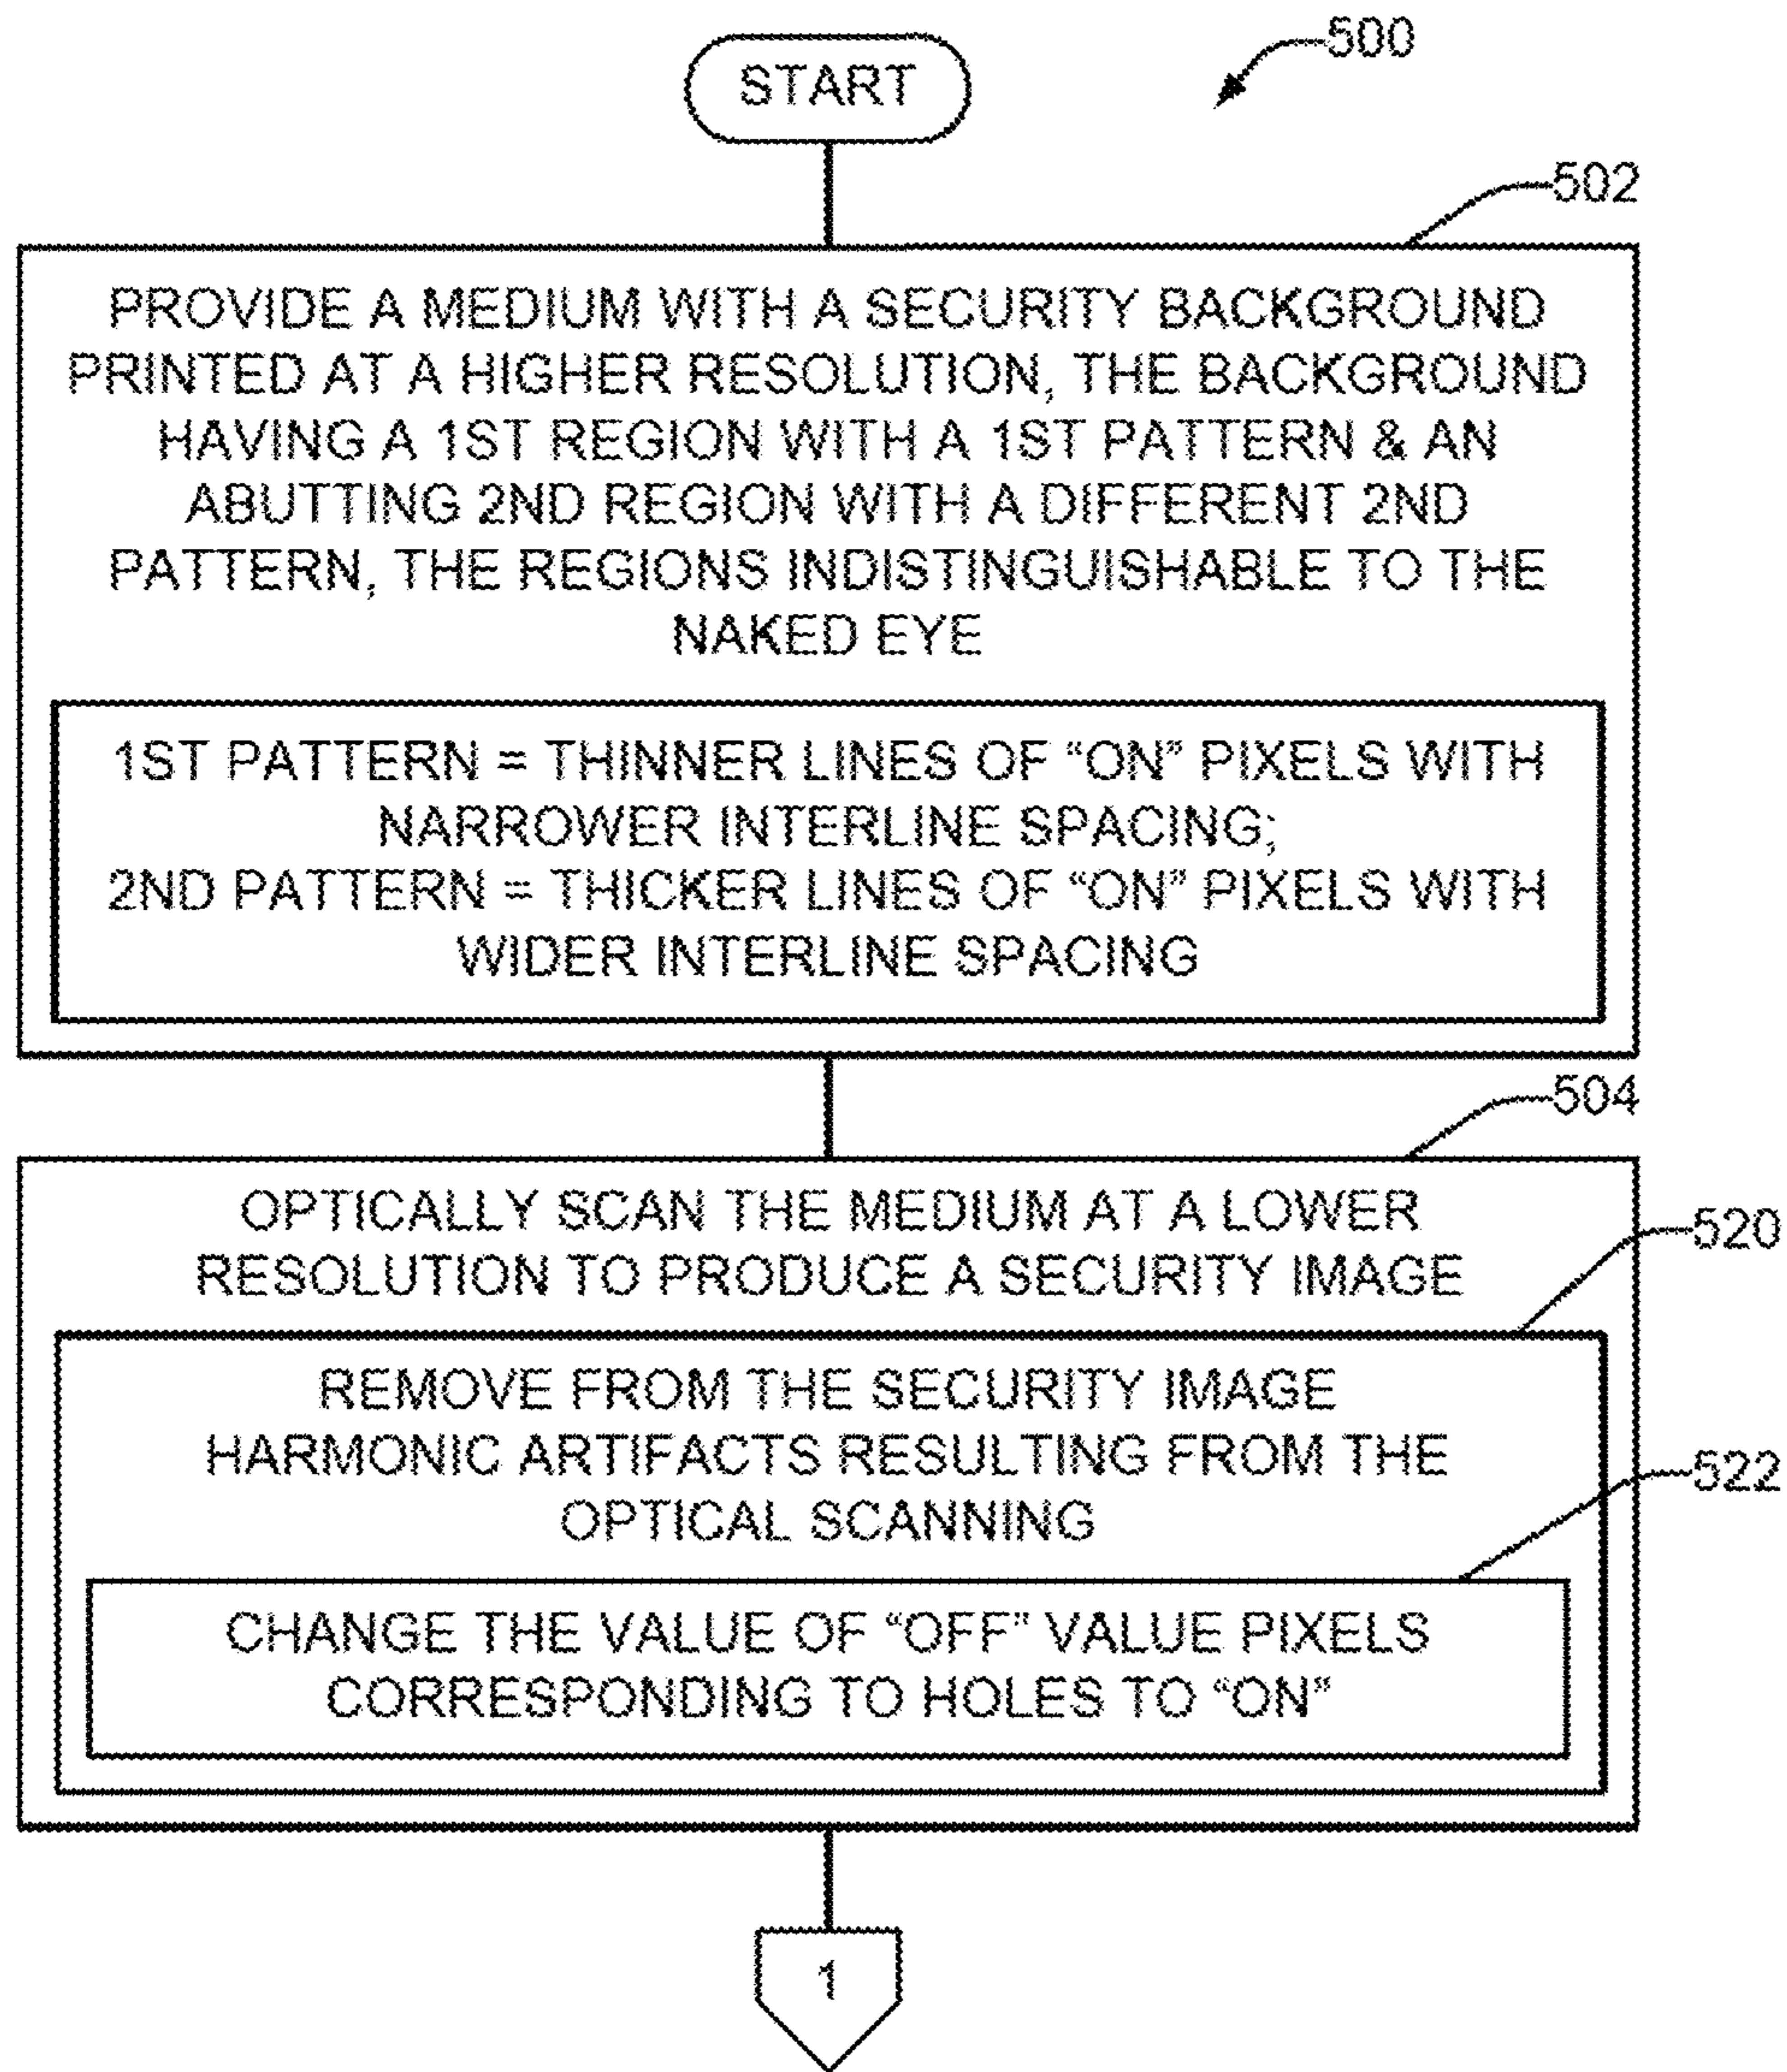 500
START
502
PROVIDE A MEDIUM WITH A SECURITY BACKGROUND
PRINTED AT A HIGHER RESOLUTION, THE BACKGROUND
HAVING A 1ST REGION WITH A 1ST PATTERN & AN
ABUTTING 2ND REGION WITH A DIFFERENT 2ND
PATTERN, THE REGIONS INDISTINGUISHABLE TO THE
NAKED EYE
1ST PATTERN = THINNER LINES OF “ON” PIXELS WITH
NARROWER INTERLINE SPACING;
2ND PATTERN = THICKER LINES OF “ON” PIXELS WITH
WIDER INTERLINE SPACING
504
OPTICALLY SCAN THE MEDIUM AT A LOWER
RESOLUTION TO PRODUCE A SECURITY IMAGE
520
REMOVE FROM THE SECURITY IMAGE
HARMONIC ARTIFACTS RESULTING FROM THE
OPTICAL SCANNING
522
CHANGE THE VALUE OF “OFF” VALUE PIXELS
CORRESPONDING TO HOLES TO “ON”
1